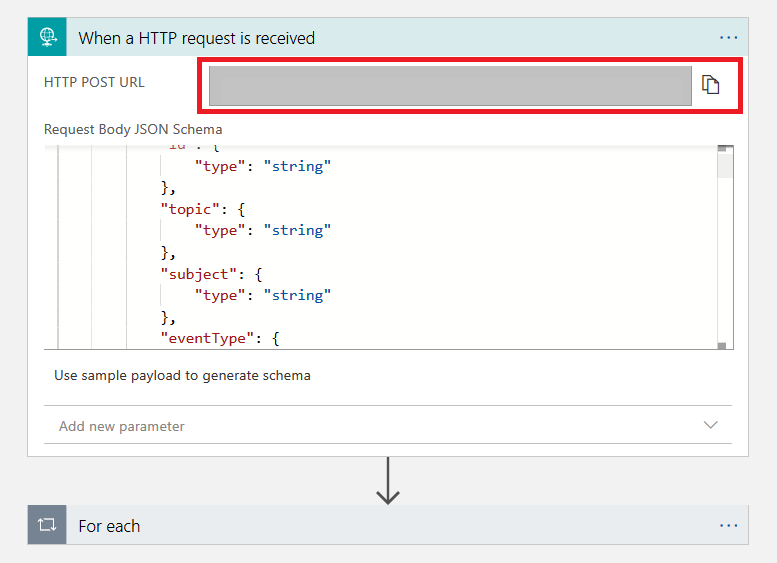 When a HTTP request is received
HTTP POST URL
Request Body JSON Schema
"id": {
"type": "string"
},
"topic": {
"type": "string"
},
"subject": {
"type": "string"
},
"eventType": {
Use sample payload to generate schema
Add new parameter
For each